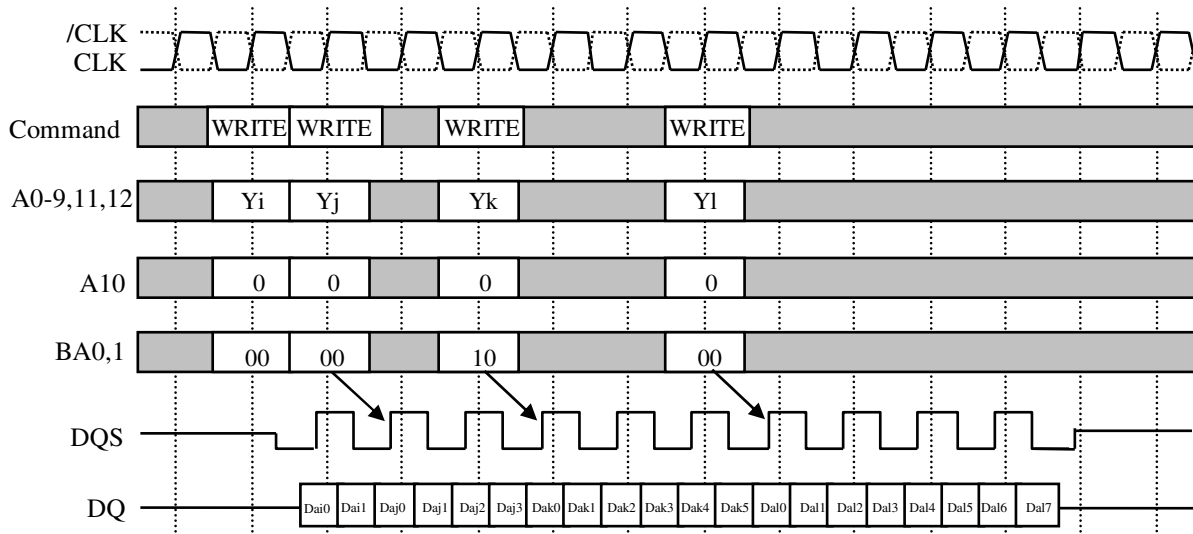 /CLK
CLK
Command WRITE WRITE WRITE WRITE
A0-9,11,12 Yi Yj Yk Yl
A10 0 0 0 0
BA0,1 00 00 10 00
DQS
DQ Dai0 Dai1 Daj0 Daj1 Daj2 Daj3 Dak0 Dak1 Dak2 Dak3 Dak4 Dak5 Dal0 Dal1 Dal2 Dal3 Dal4 Dal5 Dal6 Dal7